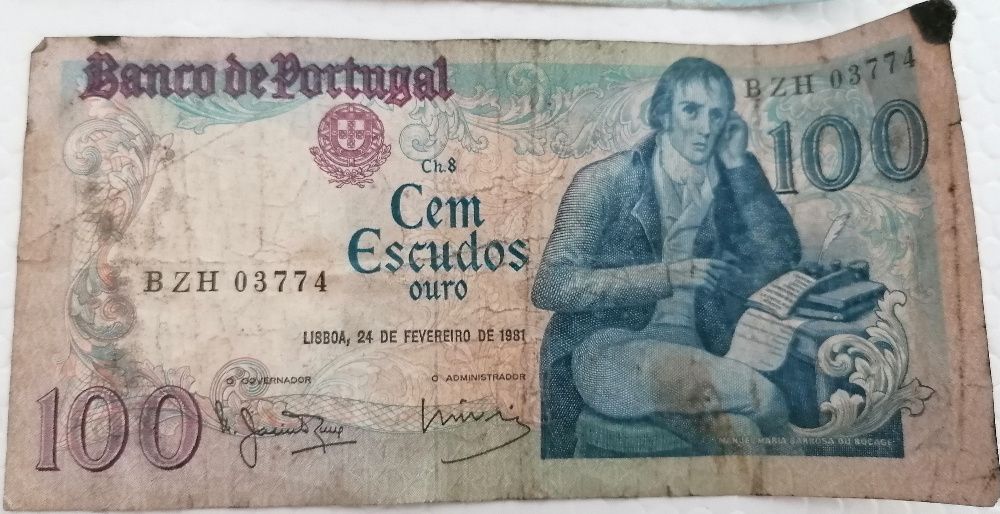 Banco de Portugal
BZH 03774
100
Ch.8
Cem
Escudos
ouro
BZH 03774
LISBOA, 24 DE FEVEREIRO DE 1981
O GOVERNADOR
O ADMINISTRADOR
100
MANUEL MARIA BARBOSA DU BOCAGE